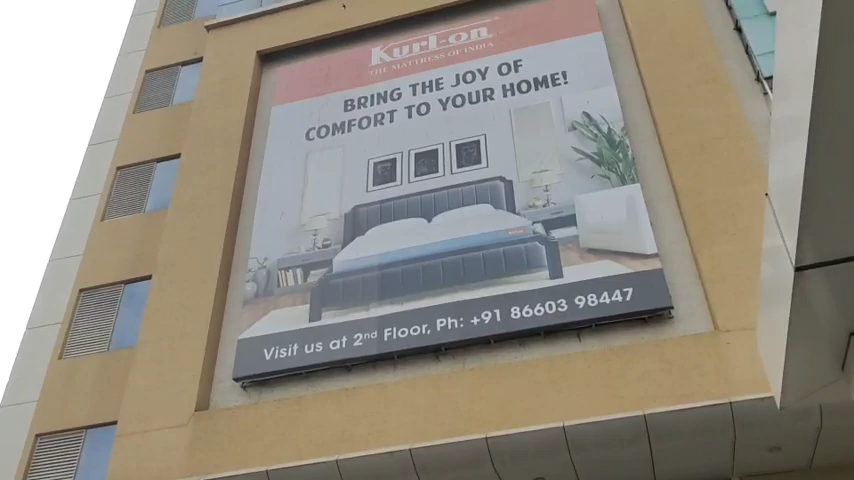 Kurl-on
THE MATTRESS OF INDIA
BRING THE JOY OF
COMFORT TO YOUR HOME!
Visit us at 2nd Floor, Ph: +91 86603 98447